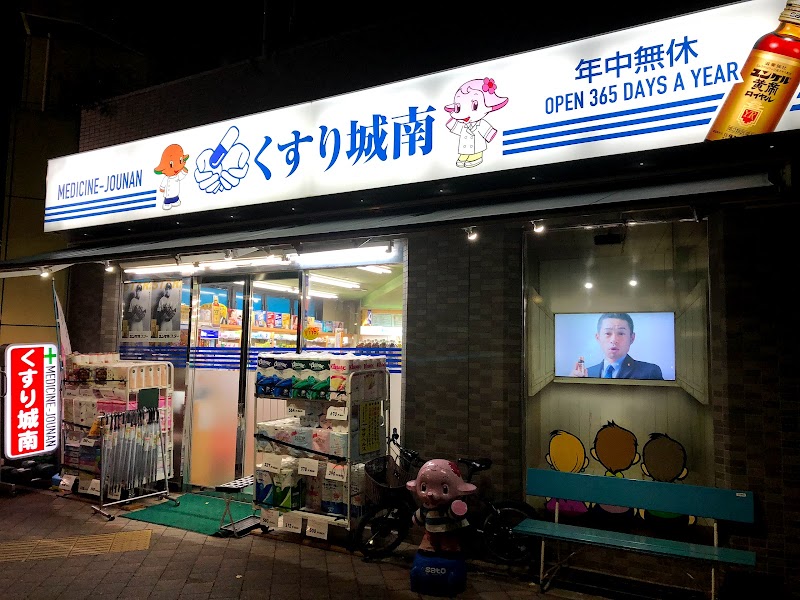 MEDICINE-JOUNAN
くすり城南
年中無休
OPEN 365 DAYS A YEAR
ユンケル
黄帝
ロイヤル
くすり城南
MEDICINE-JOUNAN
sato